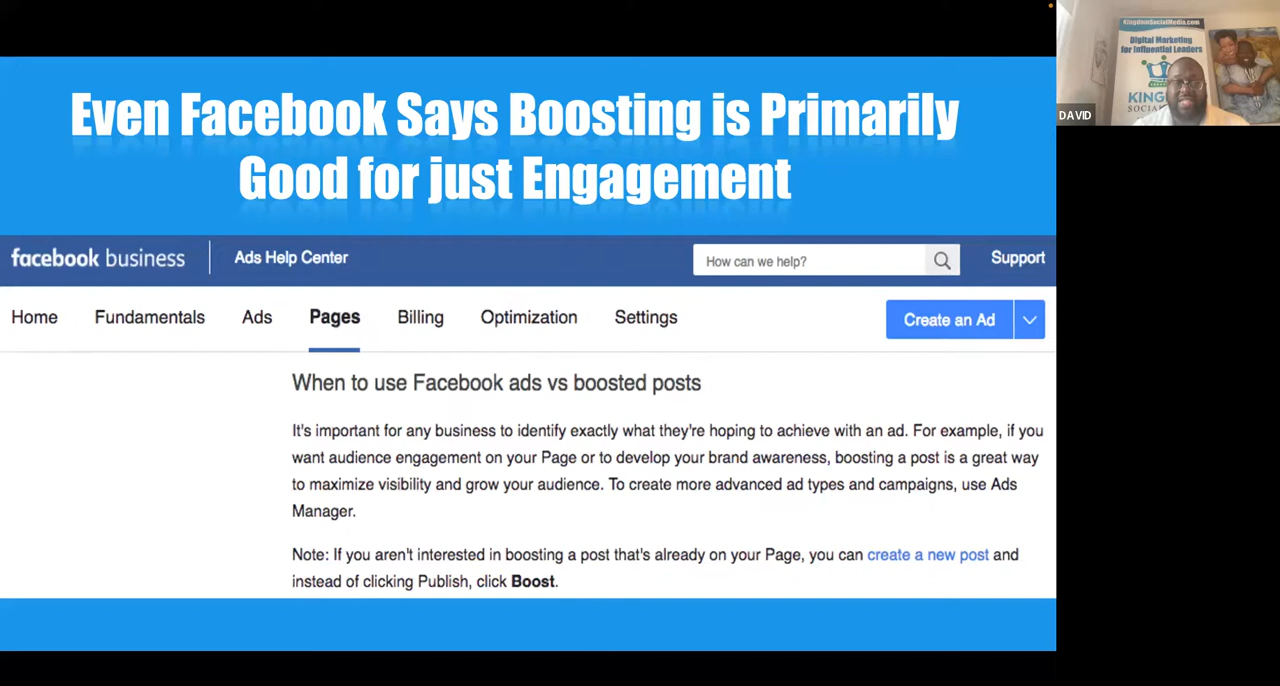 Even Facebook Says Boosting is Primarily
Good for just Engagement
facebook business
Ads Help Center
How can we help?
Support
Home
Fundamentals
Ads
Pages
Billing
Optimization
Settings
Create an Ad
When to use Facebook ads vs boosted posts
It's important for any business to identify exactly what they're hoping to achieve with an ad. For example, if you
want audience engagement on your Page or to develop your brand awareness, boosting a post is a great way
to maximize visibility and grow your audience. To create more advanced ad types and campaigns, use Ads
Manager.
Note: If you aren't interested in boosting a post that's already on your Page, you can create a new post and
instead of clicking Publish, click Boost.
KingdomSocialMedia.com
Digital Marketing
for Influential Leaders
DAVID